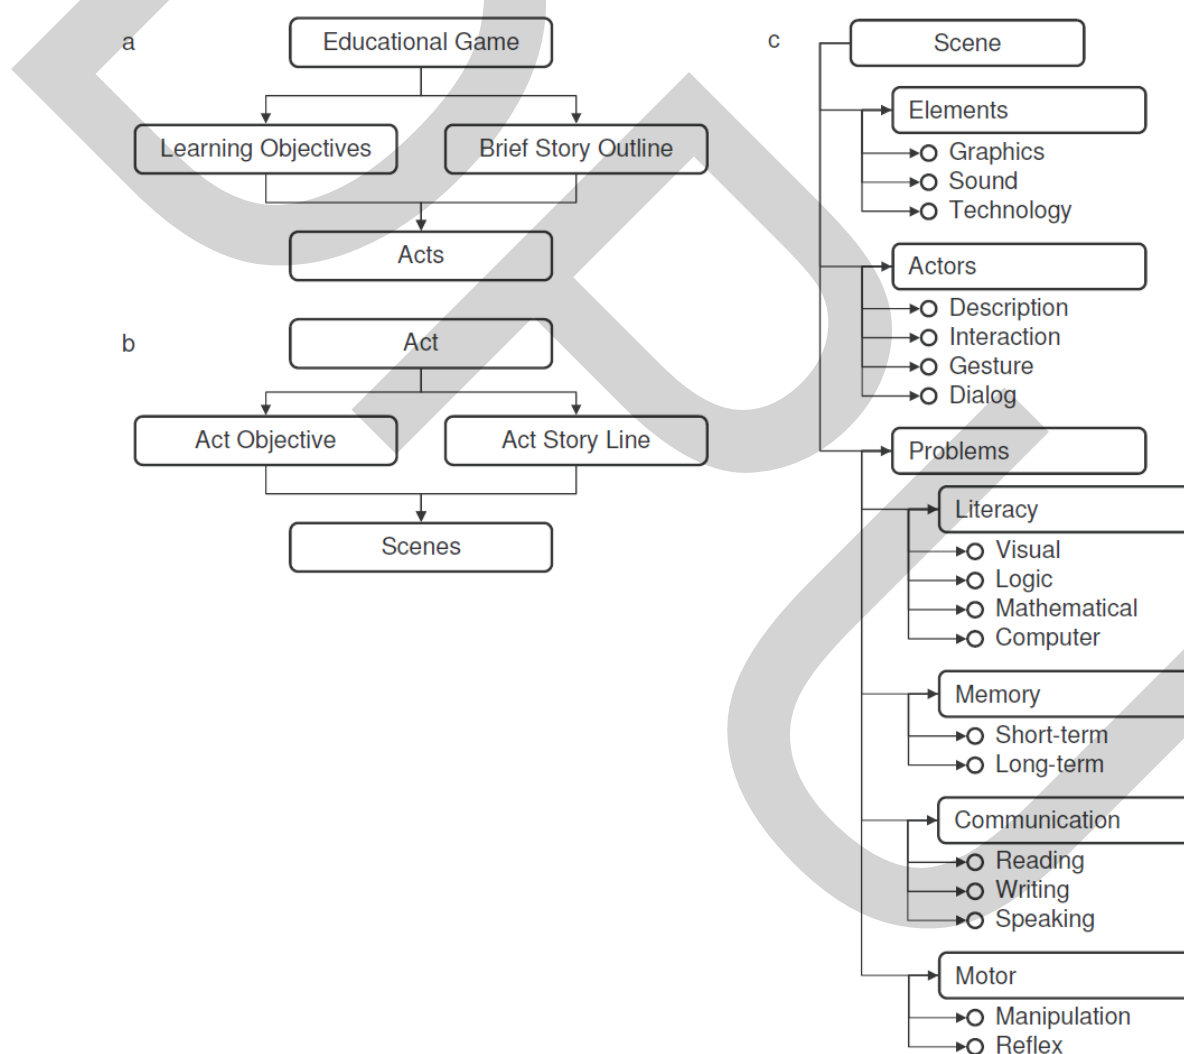 a
Educational Game
Learning Objectives
Brief Story Outline
Acts
b
Act
Act Objective
Act Story Line
Scenes
c
Scene
Elements
Graphics
Sound
Technology
Actors
Description
Interaction
Gesture
Dialog
Problems
Literacy
Visual
Logic
Mathematical
Computer
Memory
Short-term
Long-term
Communication
Reading
Writing
Speaking
Motor
Manipulation
Reflex